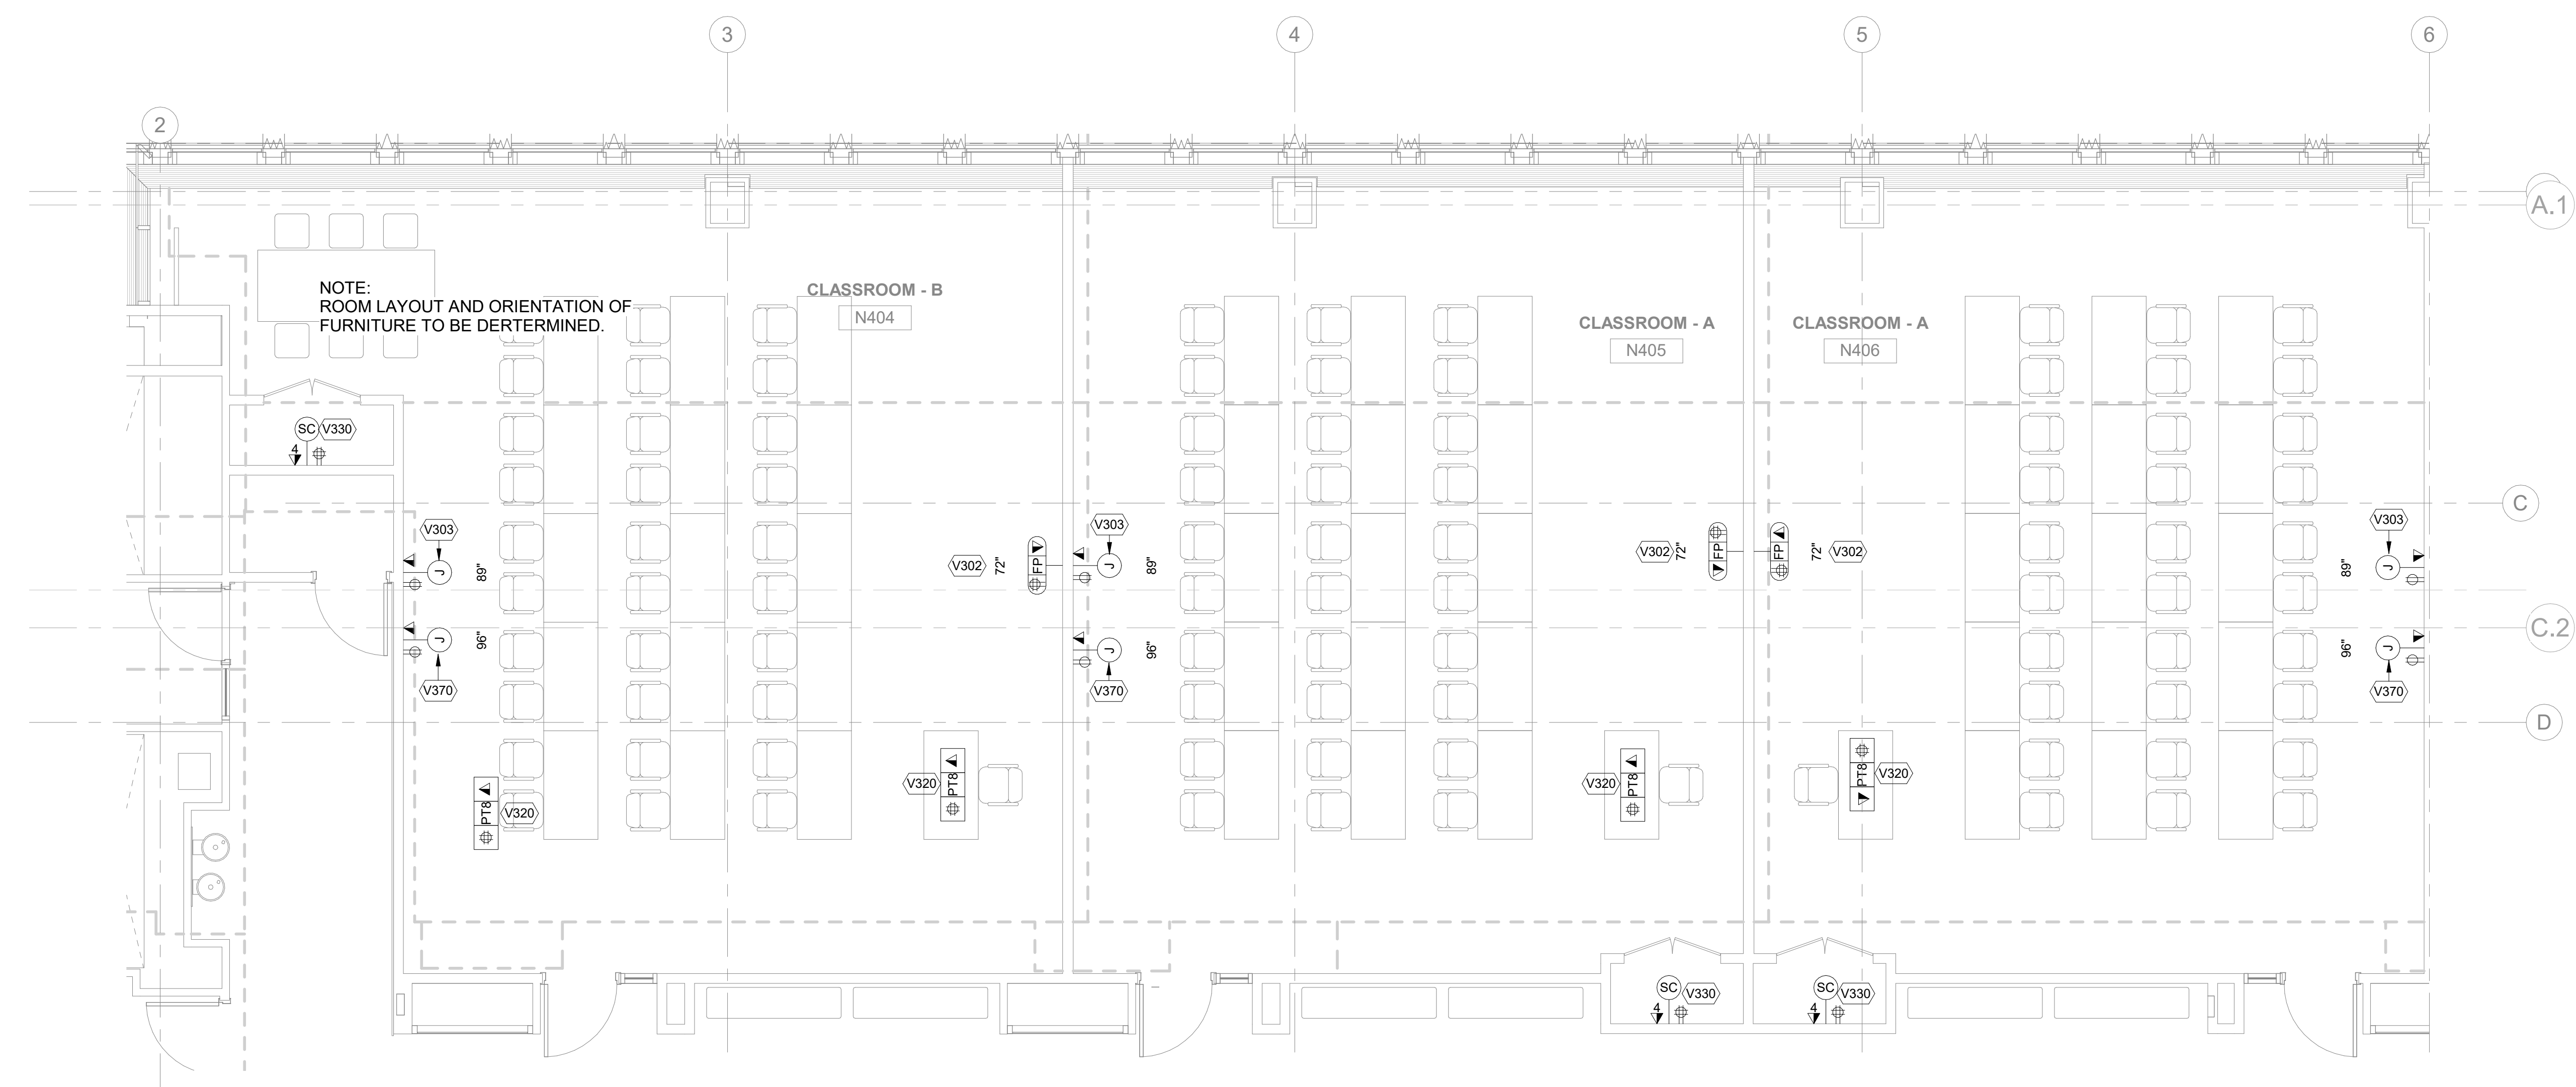 3
4
5
6
2
A.1
NOTE:
ROOM LAYOUT AND ORIENTATION OF
FURNITURE TO BE DERTERMINED.
CLASSROOM - B
N404
CLASSROOM - A
N405
CLASSROOM - A
N406
SC
V330
4
C
V303
J
89"
V302
72"
FP
V303
J
89"
V302
72"
FP
FP
72"
V302
V303
J
89"
C.2
J
96"
V370
J
96"
V370
J
96"
V370
D
PT8
V320
V320
PT8
V320
PT8
PT8
V320
SC
V330
4
SC
V330
4